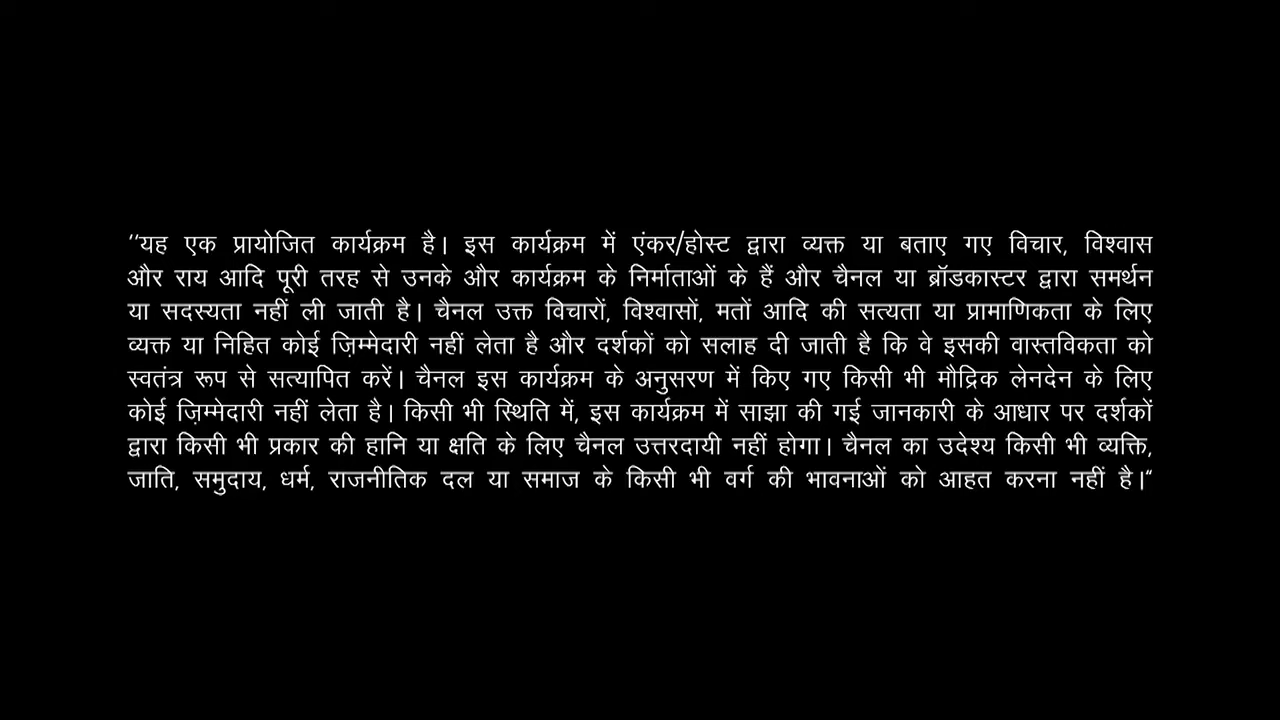 ‘‘यह एक प्रायोजित कार्यक्रम है। इस कार्यक्रम में एंकर/होस्ट द्वारा व्यक्त या बताए गए विचार, विश्वास
और राय आदि पूरी तरह से उनके और कार्यक्रम के निर्माताओं के हैं और चैनल या ब्रॉडकास्टर द्वारा समर्थन
या सदस्यता नहीं ली जाती है। चैनल उक्त विचारों, विश्वासों, मतों आदि की सत्यता या प्रामाणिकता के लिए
व्यक्त या निहित कोई ज़िम्मेदारी नहीं लेता है और दर्शकों को सलाह दी जाती है कि वे इसकी वास्तविकता को
स्वतंत्र रूप से सत्यापित करें। चैनल इस कार्यक्रम के अनुसरण में किए गए किसी भी मौद्रिक लेनदेन के लिए
कोई ज़िम्मेदारी नहीं लेता है। किसी भी स्थिति में, इस कार्यक्रम में साझा की गई जानकारी के आधार पर दर्शकों
द्वारा किसी भी प्रकार की हानि या क्षति के लिए चैनल उत्तरदायी नहीं होगा। चैनल का उदेश्य किसी भी व्यक्ति,
जाति, समुदाय, धर्म, राजनीतिक दल या समाज के किसी भी वर्ग की भावनाओं को आहत करना नहीं है।“